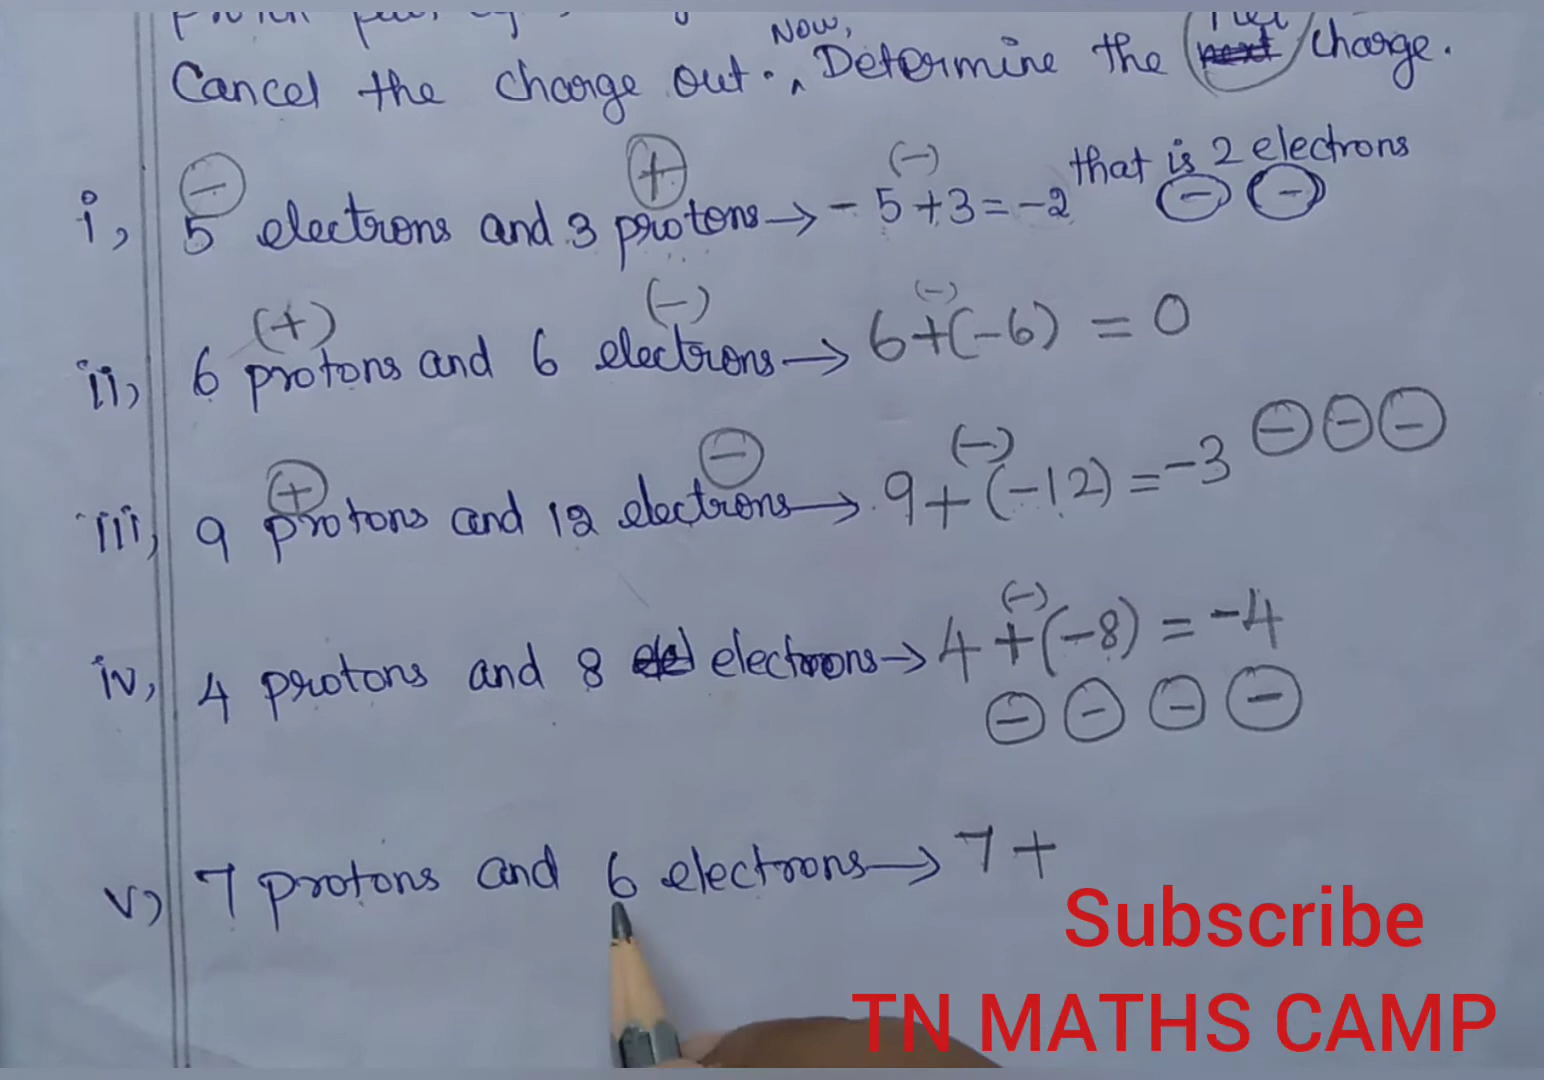 Cancel the charge out. Now, Determine the Net next charge.
(-)
i, 5 electrons and 3 protons → - 5+3=-2 that is 2 electrons
(+) (-) (-)
ii, 6 protons and 6 electrons → 6+(-6) = 0
(-)
iii, 9 protons and 12 electrons → 9+(-12) = -3
(-)
iv, 4 protons and 8 electrons → 4+(-8) = -4
v, 7 protons and 6 electrons → 7+
Subscribe
TN MATHS CAMP